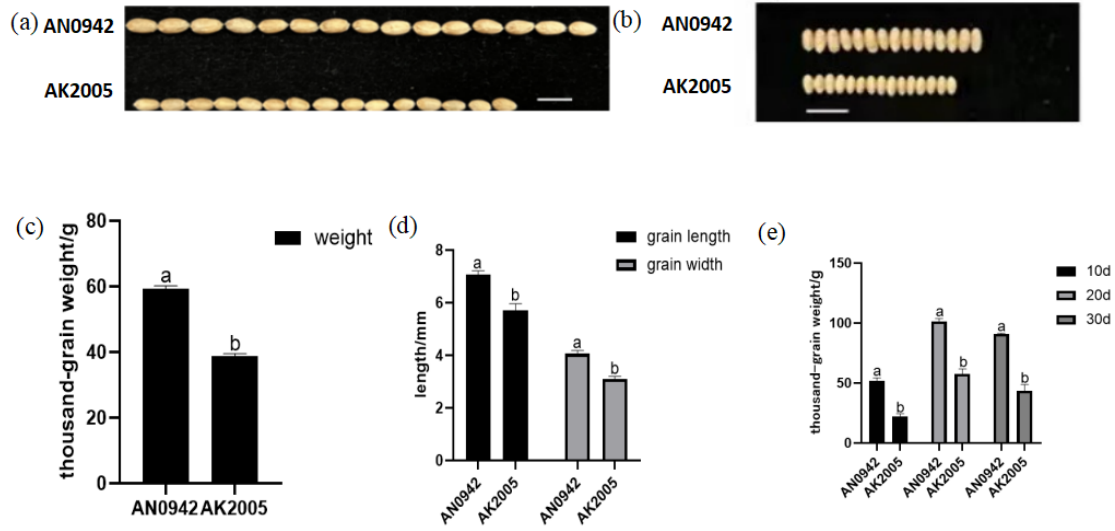 (a)
AN0942
AK2005
(b)
AN0942
AK2005
(c)
thousand-grain weight/g
80
60
40
20
0
a
b
weight
AN0942 AK2005
(d)
length/mm
8
6
4
2
0
a
b
a
b
grain length
grain width
AN0942
AK2005
AN0942
AK2005
(e)
thousand-grain weight/g
150
100
50
0
a
b
a
b
a
b
10d
20d
30d
AN0942
AK2005
AN0942
AK2005
AN0942
AK2005